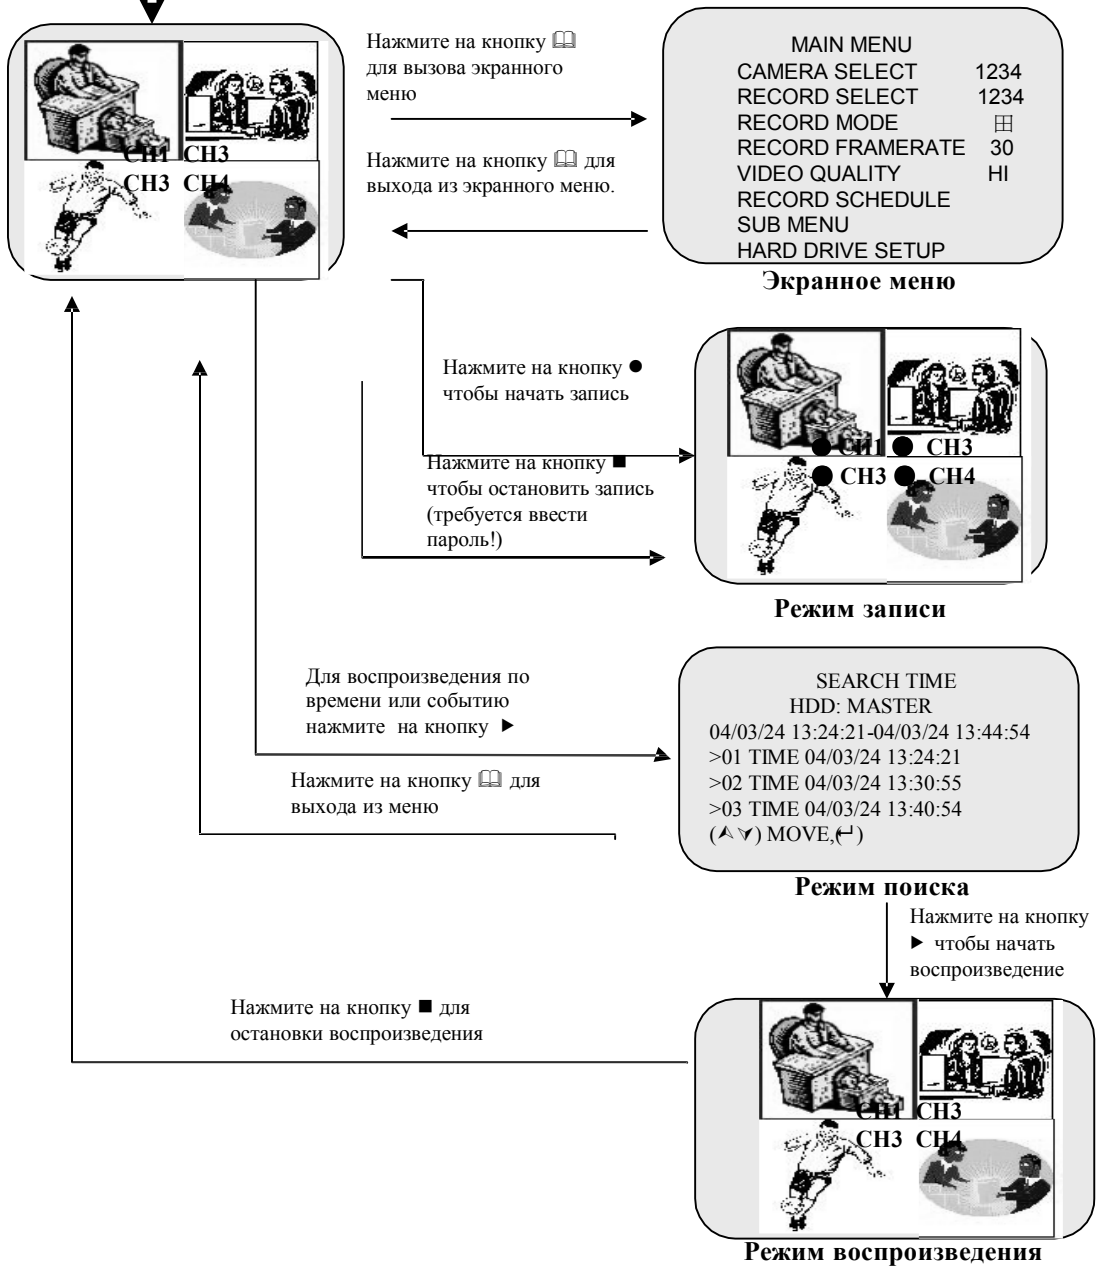 Нажмите на кнопку 🕮
для вызова экранного
меню
Нажмите на кнопку 🕮 для
выхода из экранного меню.
CH1 CH3
CH3 CH4
MAIN MENU
CAMERA SELECT 1234
RECORD SELECT 1234
RECORD MODE 田
RECORD FRAMERATE 30
VIDEO QUALITY HI
RECORD SCHEDULE
SUB MENU
HARD DRIVE SETUP
Экранное меню
Нажмите на кнопку ●
чтобы начать запись
Нажмите на кнопку ■
чтобы остановить запись
(требуется ввести
пароль!)
● CH1 ● CH3
● CH3 ● CH4
Режим записи
Для воспроизведения по
времени или событию
нажмите на кнопку ▶
Нажмите на кнопку 🕮 для
выхода из меню
SEARCH TIME
HDD: MASTER
04/03/24 13:24:21-04/03/24 13:44:54
>01 TIME 04/03/24 13:24:21
>02 TIME 04/03/24 13:30:55
>03 TIME 04/03/24 13:40:54
(⮝⮟) MOVE,(↵)
Режим поиска
Нажмите на кнопку
▶ чтобы начать
воспроизведение
Нажмите на кнопку ■ для
остановки воспроизведения
CH1 CH3
CH3 CH4
Режим воспроизведения